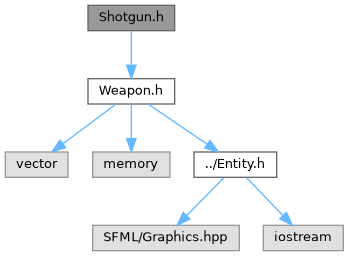 Shotgun.h
Weapon.h
vector
memory
../Entity.h
SFML/Graphics.hpp
iostream